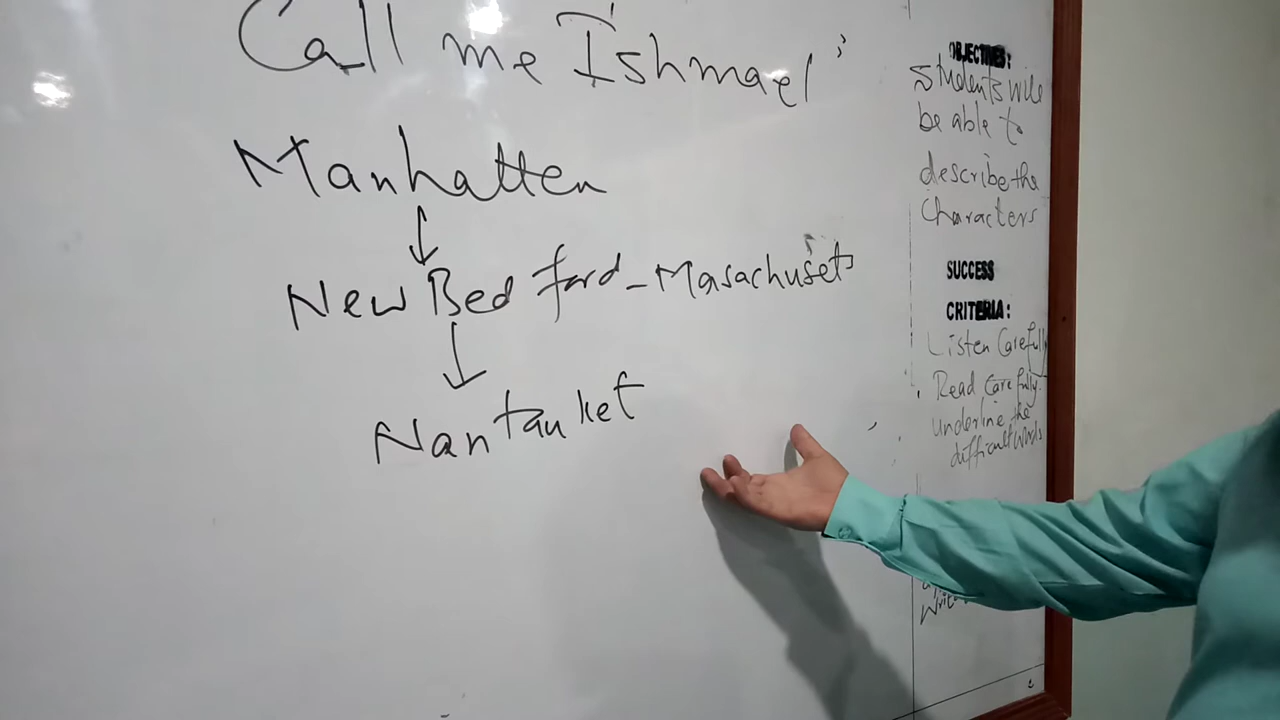 Call me Ishmael'
Manhatten
New Bed ford - Masachusets
Nantauket
OBJECTIVES:
Students will
be able to
describe the
Characters
SUCCESS
CRITERIA:
Listen Carefully
Read Carefully.
underline the
difficult words